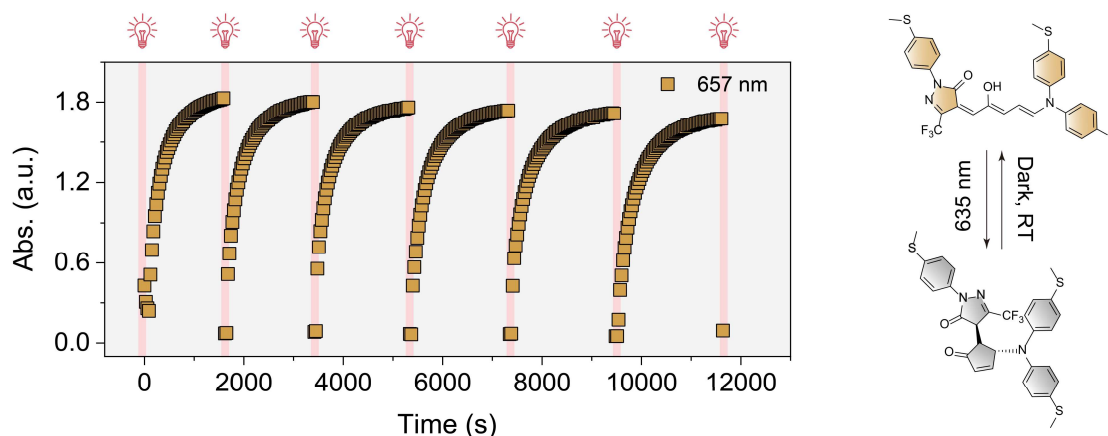 Abs. (a.u.)
1.8
1.2
0.6
0.0
657 nm
0
2000
4000
6000
8000
10000
12000
Time (s)
S
S
O
OH
N
N
N
CF3
635 nm
Dark, RT
S
S
N
N
O
CF3
O
N
S